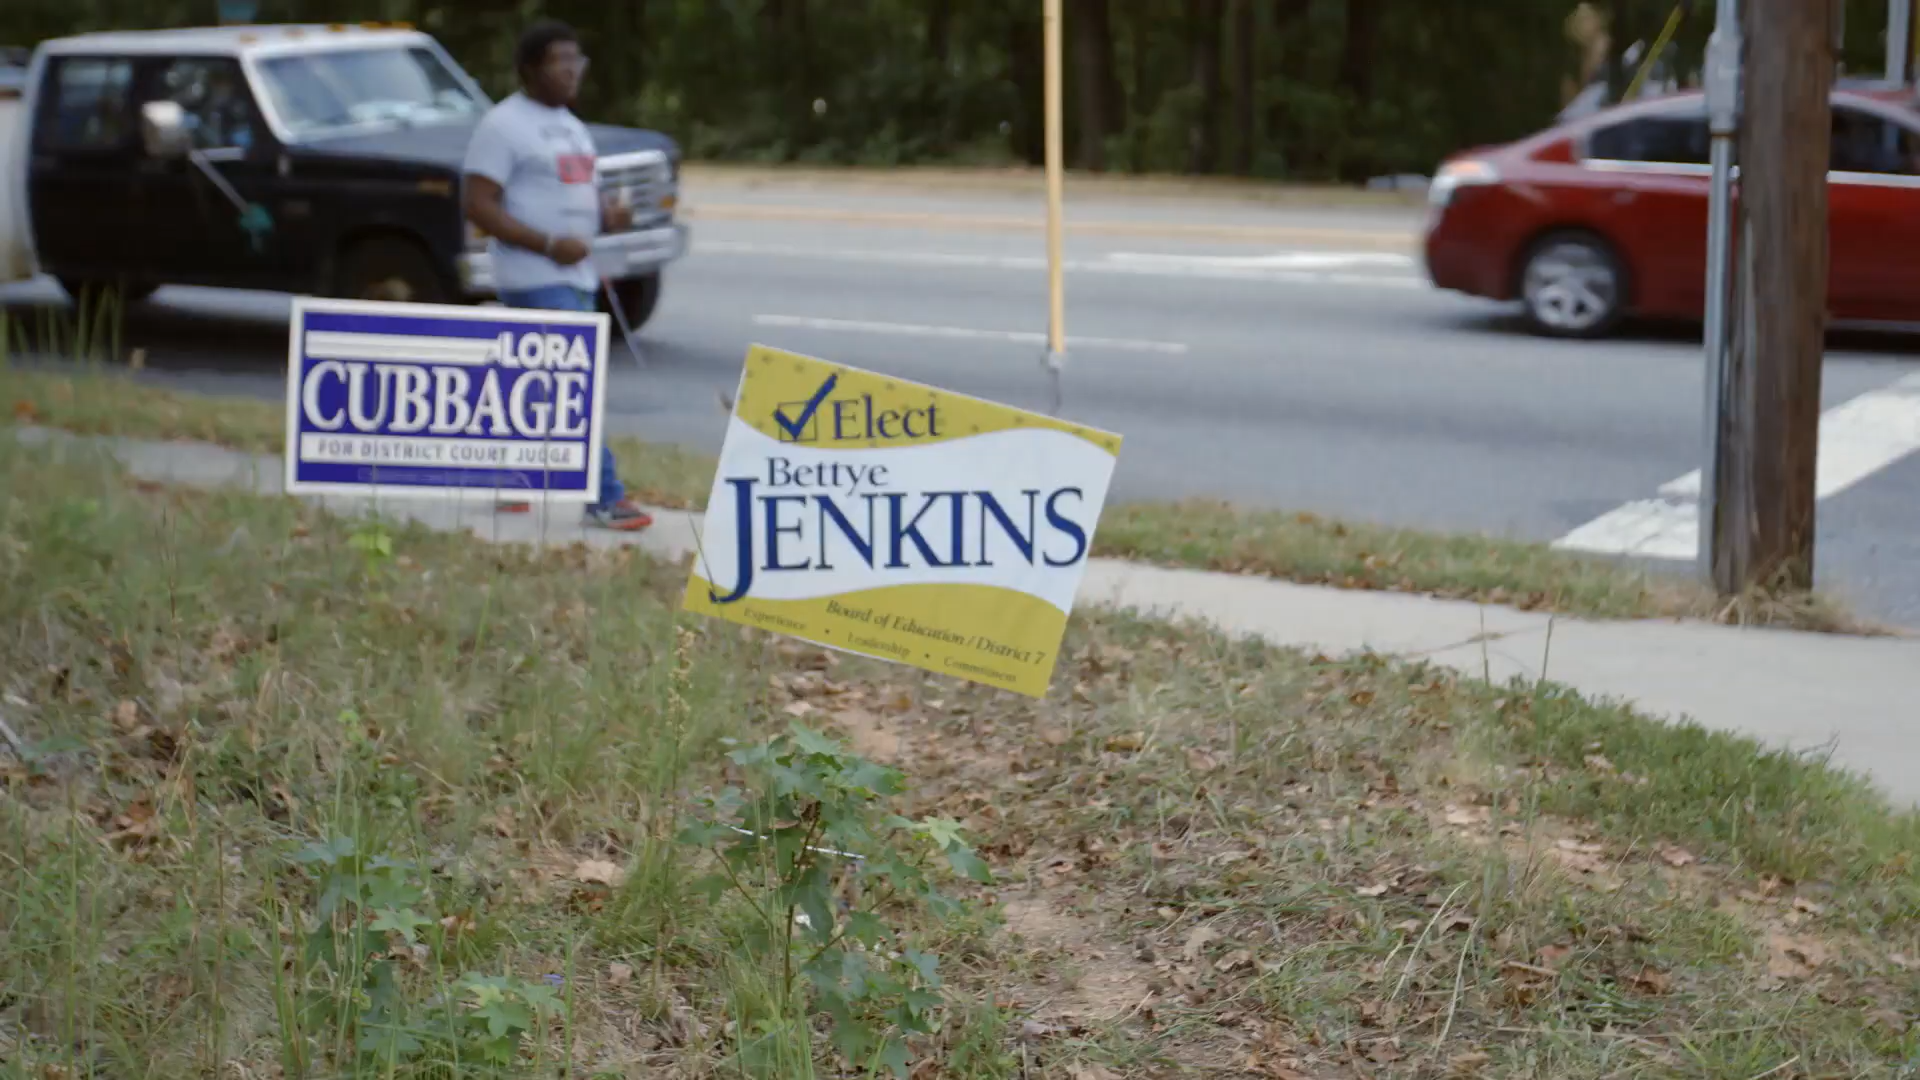 LORA
CUBBAGE
FOR DISTRICT COURT JUDGE
Elect
Bettye
JENKINS
Board of Education / District 7
Experience • Leadership • Commitment